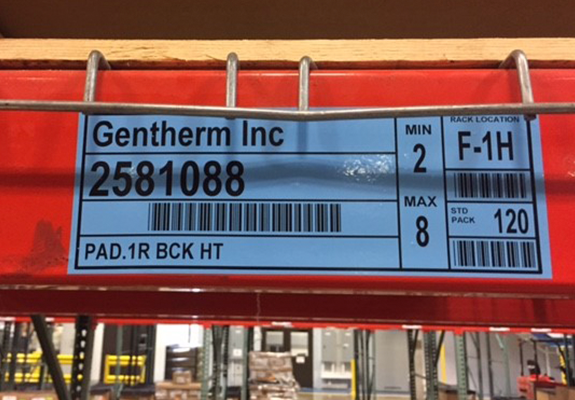 Gentherm Inc
2581088
PAD.1R BCK HT
MIN
2
MAX
8
RACK LOCATION
F-1H
STD
PACK
120